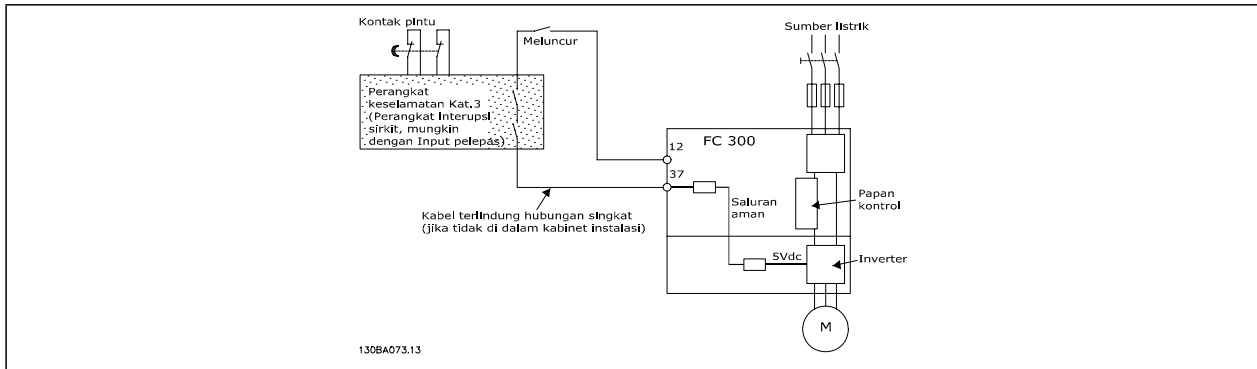 Kontak pintu
Meluncur
Sumber listrik
Perangkat
keselamatan Kat.3
(Perangkat Interupsi
sirkit, mungkin
dengan Input pelepas)
12
FC 300
37
Saluran
aman
Papan
kontrol
Kabel terlindung hubungan singkat
(jika tidak di dalam kabinet instalasi)
5Vdc
Inverter
M
130BA073.13